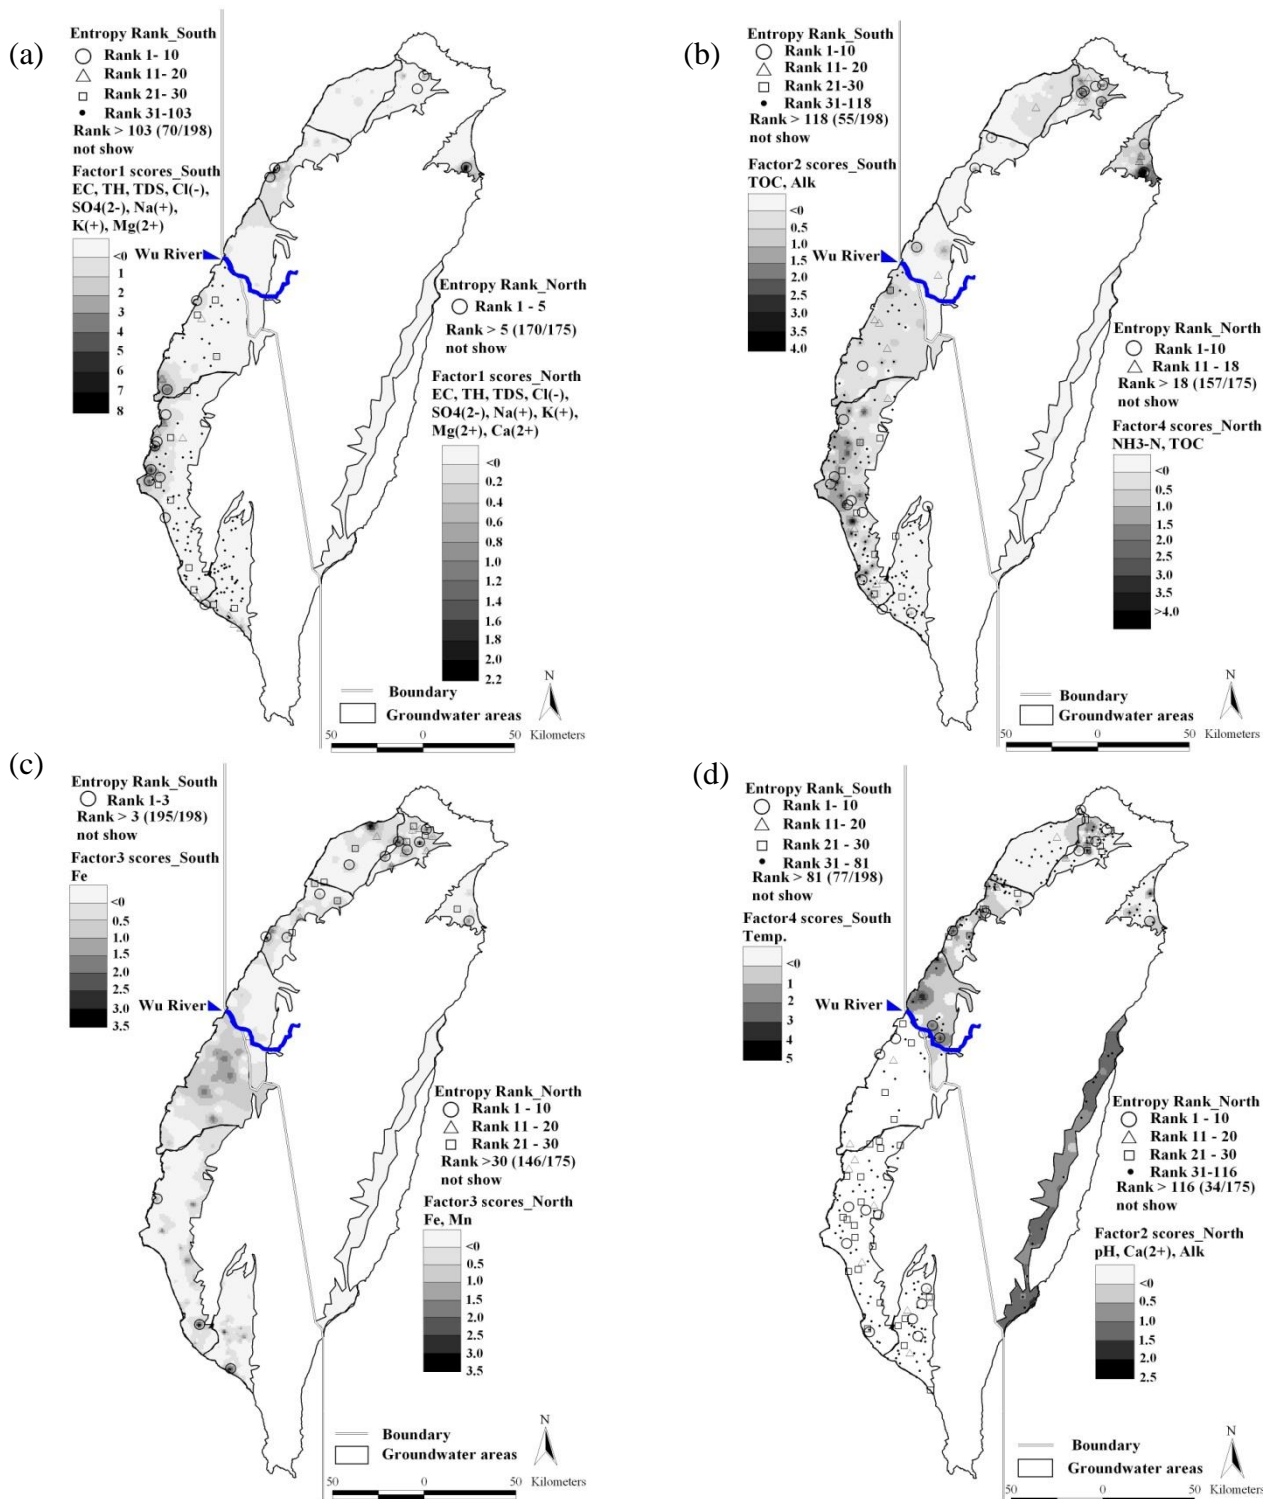 (a)
Entropy Rank_South
Rank 1- 10
Rank 11- 20
Rank 21- 30
Rank 31-103
Rank > 103 (70/198)
not show
Factor1 scores_South
EC, TH, TDS, Cl(-),
SO4(2-), Na(+),
K(+), Mg(2+)
<0
1
2
3
4
5
6
7
8
Wu River
Entropy Rank_North
Rank 1 - 5
Rank > 5 (170/175)
not show
Factor1 scores_North
EC, TH, TDS, Cl(-),
SO4(2-), Na(+), K(+),
Mg(2+), Ca(2+)
<0
0.2
0.4
0.6
0.8
1.0
1.2
1.4
1.6
1.8
2.0
2.2
N
Boundary
Groundwater areas
50 0 50
Kilometers
(b)
Entropy Rank_South
Rank 1-10
Rank 11- 20
Rank 21-30
Rank 31-118
Rank > 118 (55/198)
not show
Factor2 scores_South
TOC, Alk
<0
0.5
1.0
1.5
2.0
2.5
3.0
4.0
Wu River
Entropy Rank_North
Rank 1-10
Rank 11 - 18
Rank > 18 (157/175)
not show
Factor4 scores_North
NH3-N, TOC
<0
0.5
1.0
1.5
2.0
2.5
3.0
3.5
>4.0
N
Boundary
Groundwater areas
50 0 50
Kilometers
(c)
Entropy Rank_South
Rank 1-3
Rank > 3 (195/198)
not show
Factor3 scores_South
Fe
<0
0.5
1.0
1.5
2.0
2.5
3.0
3.5
Wu River
Entropy Rank_North
Rank 1 - 10
Rank 11 - 20
Rank 21 - 30
Rank >30 (146/175)
not show
Factor3 scores_North
Fe, Mn
<0
0.5
1.0
1.5
2.0
2.5
3.0
3.5
N
Boundary
Groundwater areas
50 0 50
Kilometers
(d)
Entropy Rank_South
Rank 1- 10
Rank 11- 20
Rank 21 - 30
Rank 31 - 81
Rank > 81 (77/198)
not show
Factor4 scores_South
Temp.
<0
1
2
3
4
5
Wu River
Entropy Rank_North
Rank 1 - 10
Rank 11 - 20
Rank 21 - 30
Rank 31-116
Rank > 116 (34/175)
not show
Factor2 scores_North
pH, Ca(2+), Alk
<0
0.5
1.0
1.5
2.0
2.5
N
Boundary
Groundwater areas
50 0 50
Kilometers